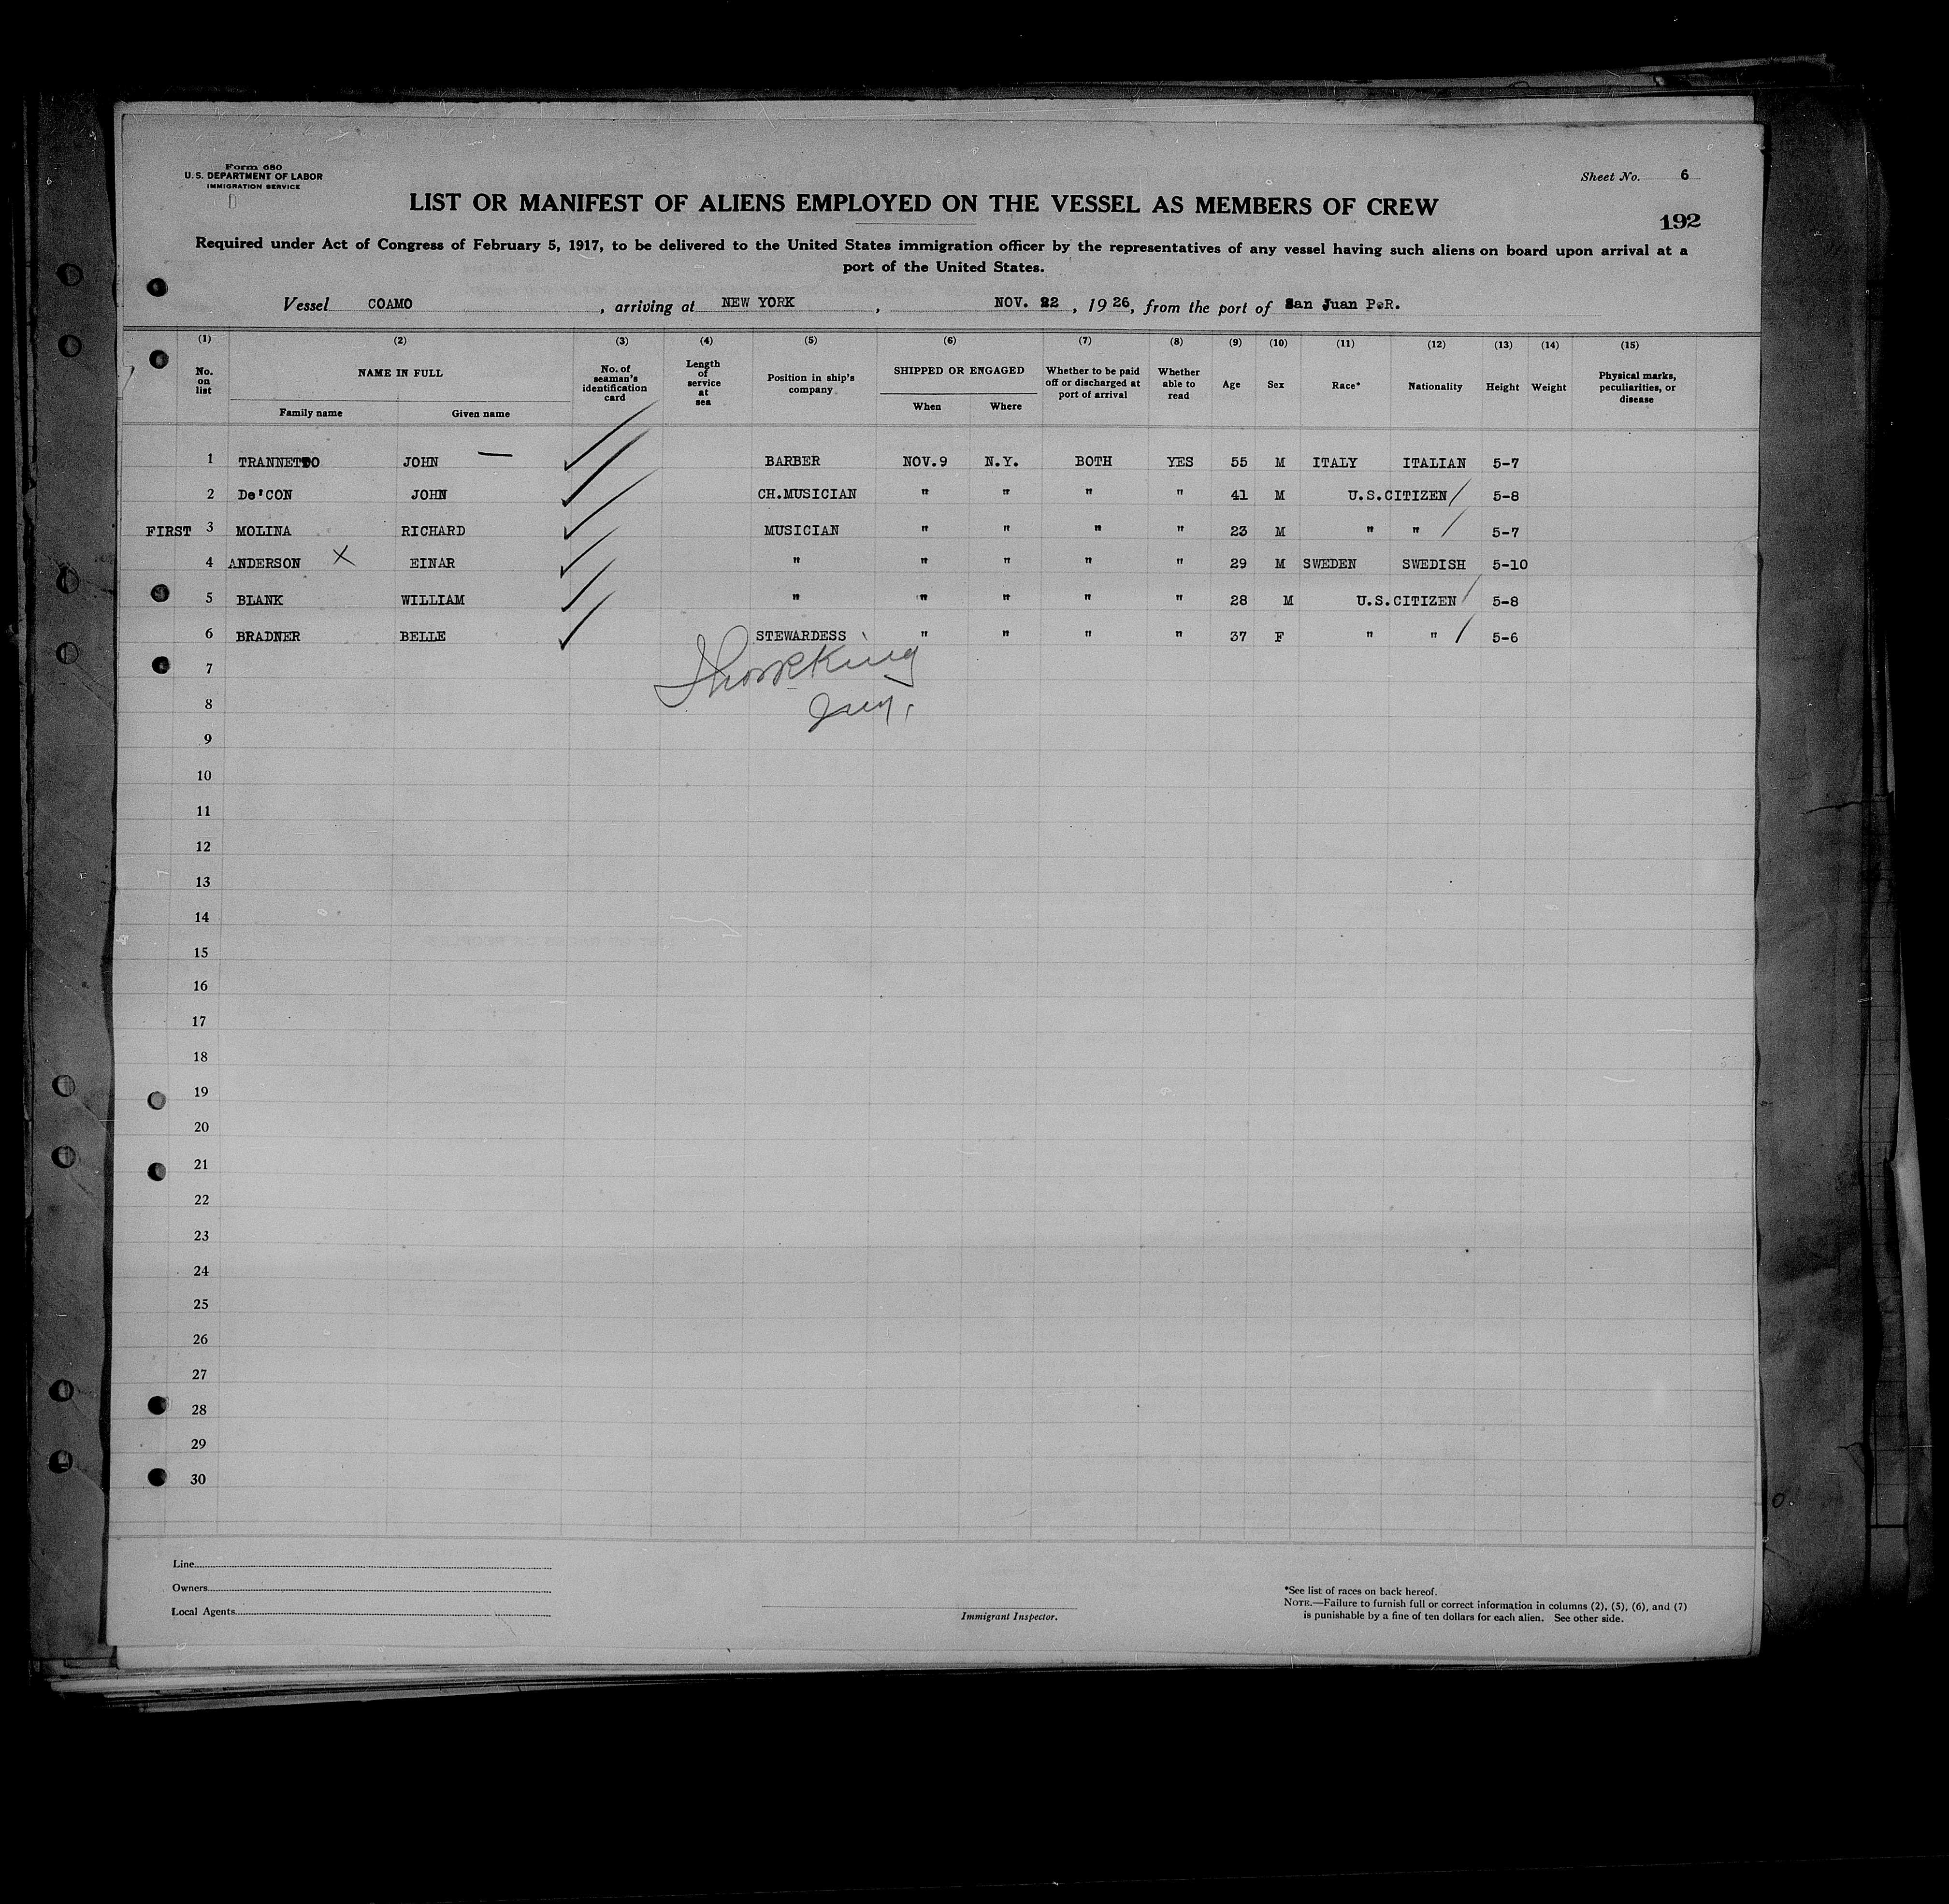 Form 680
U. S. DEPARTMENT OF LABOR
IMMIGRATION SERVICE
Sheet No. 6
LIST OR MANIFEST OF ALIENS EMPLOYED ON THE VESSEL AS MEMBERS OF CREW
192
Required under Act of Congress of February 5, 1917, to be delivered to the United States immigration officer by the representatives of any vessel having such aliens on board upon arrival at a
port of the United States.
Vessel COAMO, arriving at NEW YORK, NOV. 22, 1926, from the port of San Juan P.R.
(1) (2) (3) (4) (5) (6) (7) (8) (9) (10) (11) (12) (13) (14) (15)
No. on list NAME IN FULL Family name Given name No. of seaman's identification card Length of service at sea Position in ship's company SHIPPED OR ENGAGED When Where Whether to be paid off or discharged at port of arrival Whether able to read Age Sex Race* Nationality Height Weight Physical marks, peculiarities, or disease
1 JOHN — BARBER NOV.9 N.Y. BOTH YES 55 M ITALY ITALIAN 5-7
2 De'CON JOHN CH.MUSICIAN " " " " 41 M U.S.CITIZEN / 5-8
FIRST 3 MOLINA RICHARD MUSICIAN " " " " 23 M " " / 5-7
4 ANDERSON X EINAR " " " " " 29 M SWEDEN SWEDISH 5-10
5 BLANK WILLIAM " " " " " 28 M U.S.CITIZEN / 5-8
6 BRADNER BELLE STEWARDESS " " " " 37 F " " / 5-6
7
8
9
10
11
12
13
14
15
16
17
18
19
20
21
22
23
24
25
26
27
28
29
30
Line
Owners
Local Agents
Immigrant Inspector.
*See list of races on back hereof.
NOTE.—Failure to furnish full or correct information in columns (2), (5), (6), and (7)
is punishable by a fine of ten dollars for each alien. See other side.